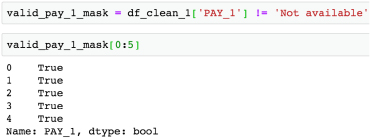 valid_pay_1_mask = df_clean_1['PAY_1'] != 'Not available'
valid_pay_1_mask[0:5]
0    True
1    True
2    True
3    True
4    True
Name: PAY_1, dtype: bool